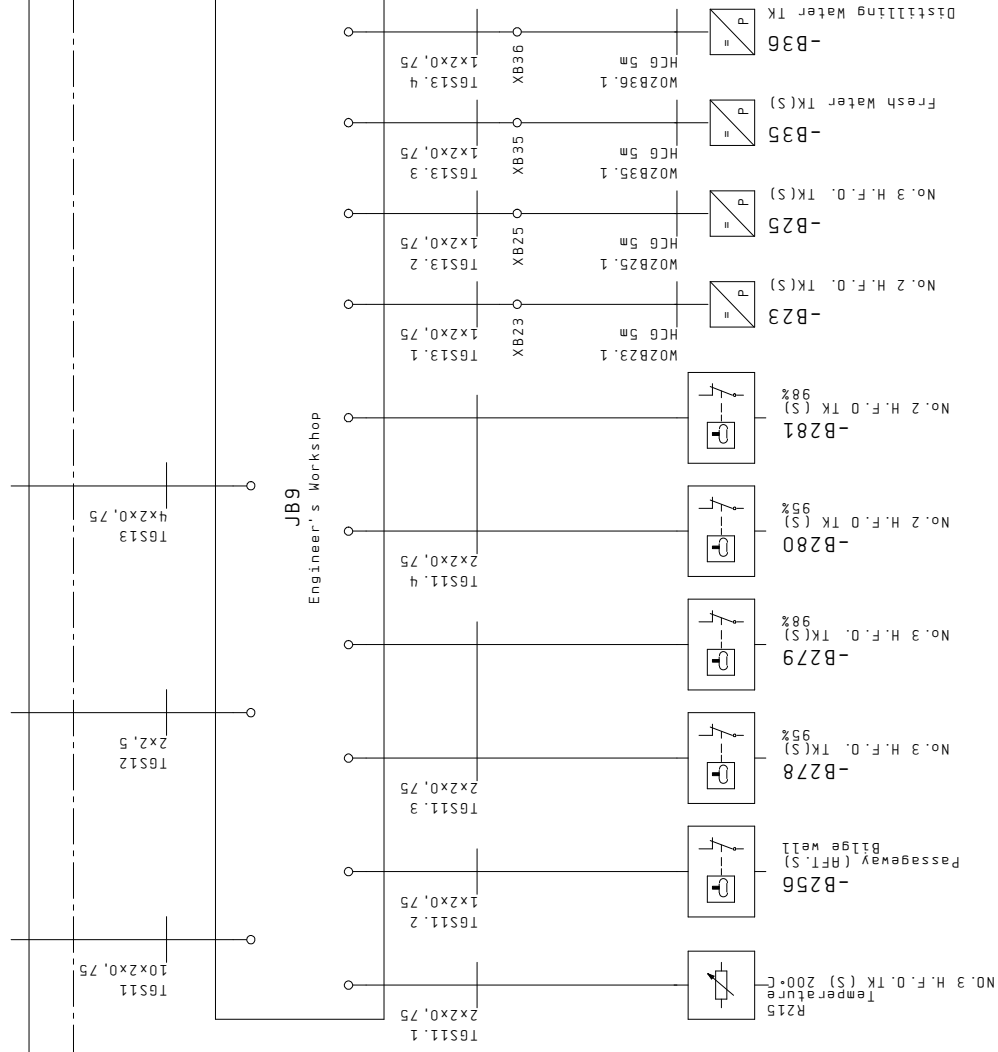 R215
Temperature
NO.3 H.F.O.TK (S) 200°C
TGS11.1
2x2x0,75
TGS11
10x2x0,75
-B256
Passageway (AFT.S)
Bilge well
TGS11.2
1x2x0,75
-B278
No.3 H.F.O. TK(S)
95%
TGS11.3
2x2x0,75
TGS12
2x2,5
-B279
No.3 H.F.O. TK(S)
98%
-B280
No.2 H.F.O TK (S)
95%
TGS11.4
2x2x0,75
JB9
Engineer's Workshop
TGS13
4x2x0,75
-B281
No.2 H.F.O TK (S)
98%
-B23
No.2 H.F.O. TK(S)
W02B23.1
HCG 5m
XB23
TGS13.1
1x2x0,75
-B25
No.3 H.F.O. TK(S)
W02B25.1
HCG 5m
XB25
TGS13.2
1x2x0,75
-B35
Fresh Water TK(S)
W02B35.1
HCG 5m
XB35
TGS13.3
1x2x0,75
-B36
Distilling Water TK
W02B36.1
HCG 5m
XB36
TGS13.4
1x2x0,75
P
=
P
=
P
=
P
=